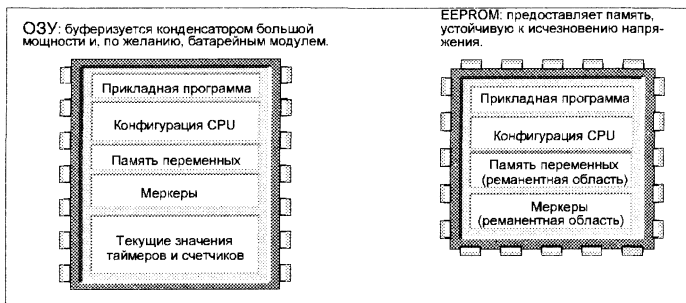 ОЗУ: буферизуется конденсатором большой
мощности и, по желанию, батарейным модулем.
Прикладная программа
Конфигурация CPU
Память переменных
Меркеры
Текущие значения
таймеров и счетчиков
EEPROM: предоставляет память,
устойчивую к исчезновению напря-
жения.
Прикладная программа
Конфигурация CPU
Память переменных
(реманентная область)
Меркеры
(реманентная область)